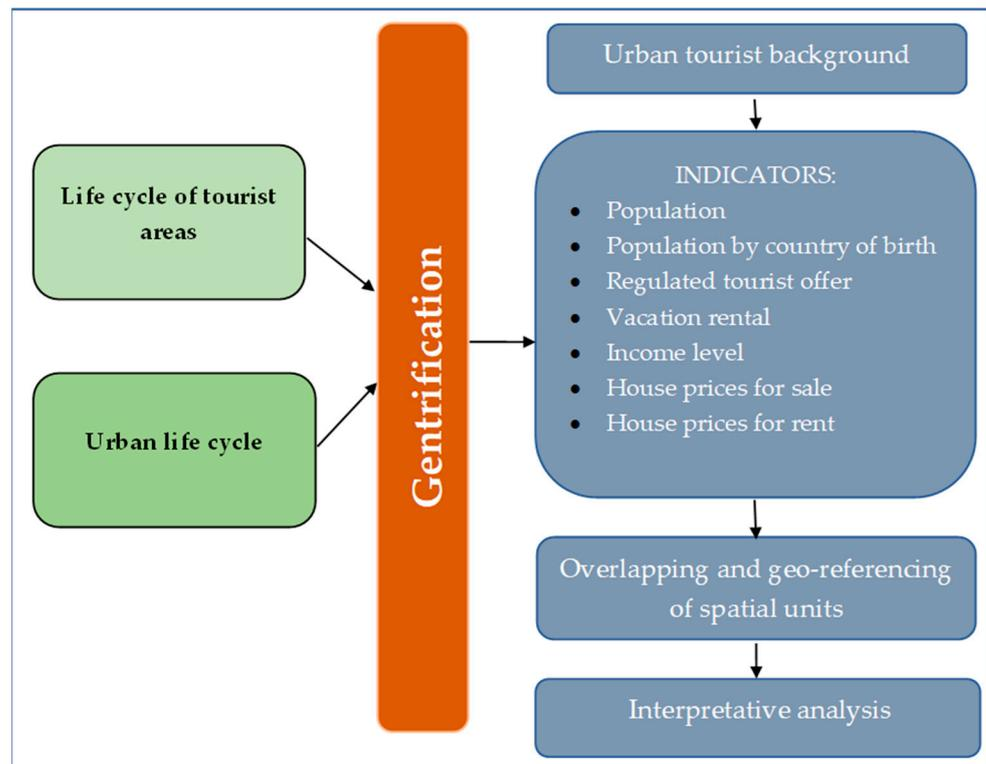 Life cycle of tourist
areas
Urban life cycle
Gentrification
Urban tourist background
INDICATORS:
• Population
• Population by country of birth
• Regulated tourist offer
• Vacation rental
• Income level
• House prices for sale
• House prices for rent
Overlapping and geo-referencing
of spatial units
Interpretative analysis